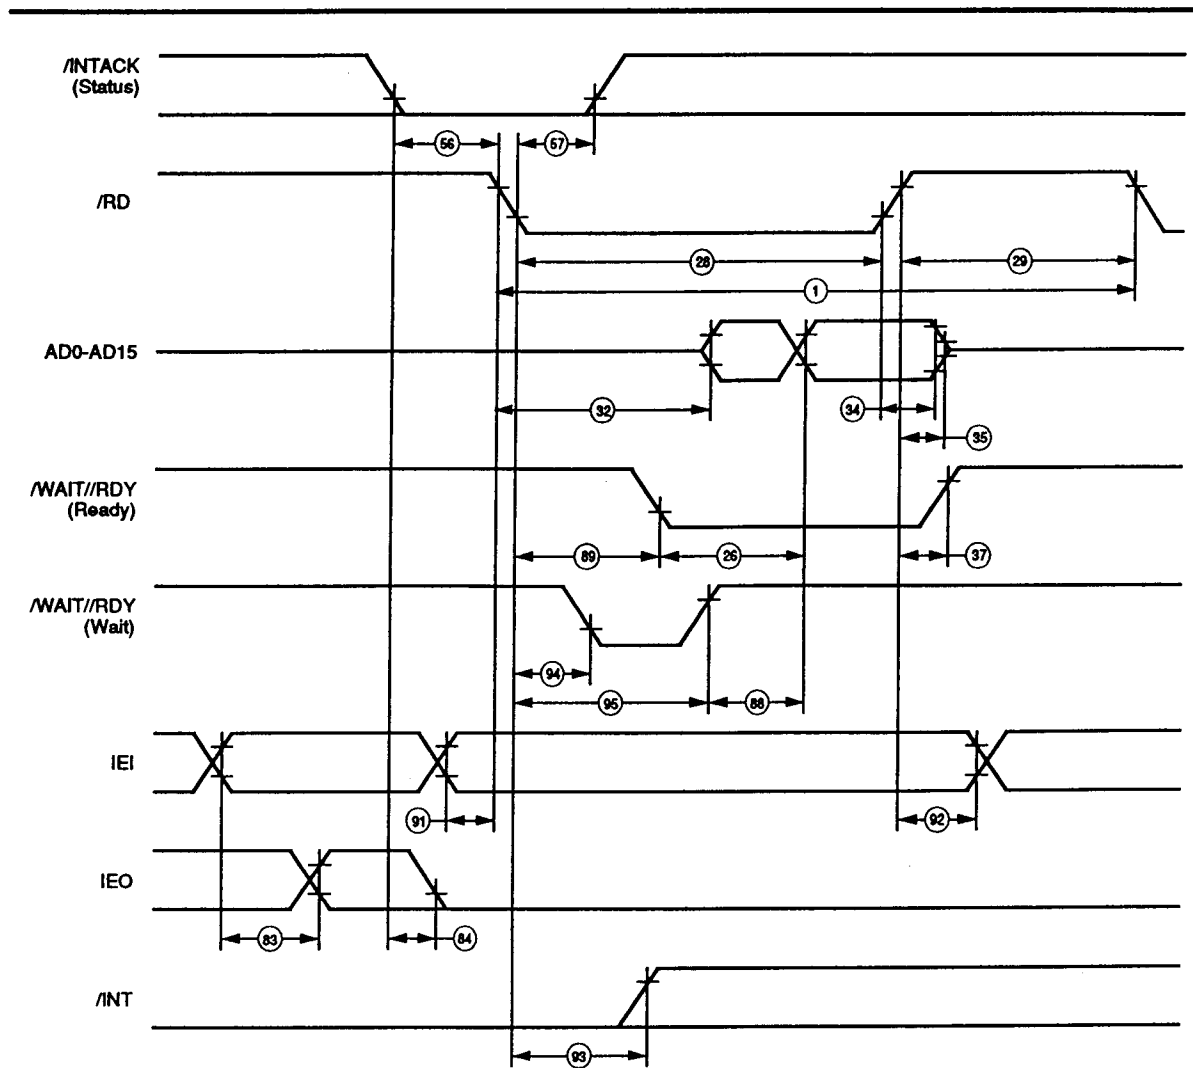 /INTACK
(Status)
56
57
/RD
28
29
1
AD0-AD15
32
34
35
/WAIT//RDY
(Ready)
89
26
37
/WAIT//RDY
(Wait)
94
95
88
IEI
91
92
IEO
83
84
/INT
93